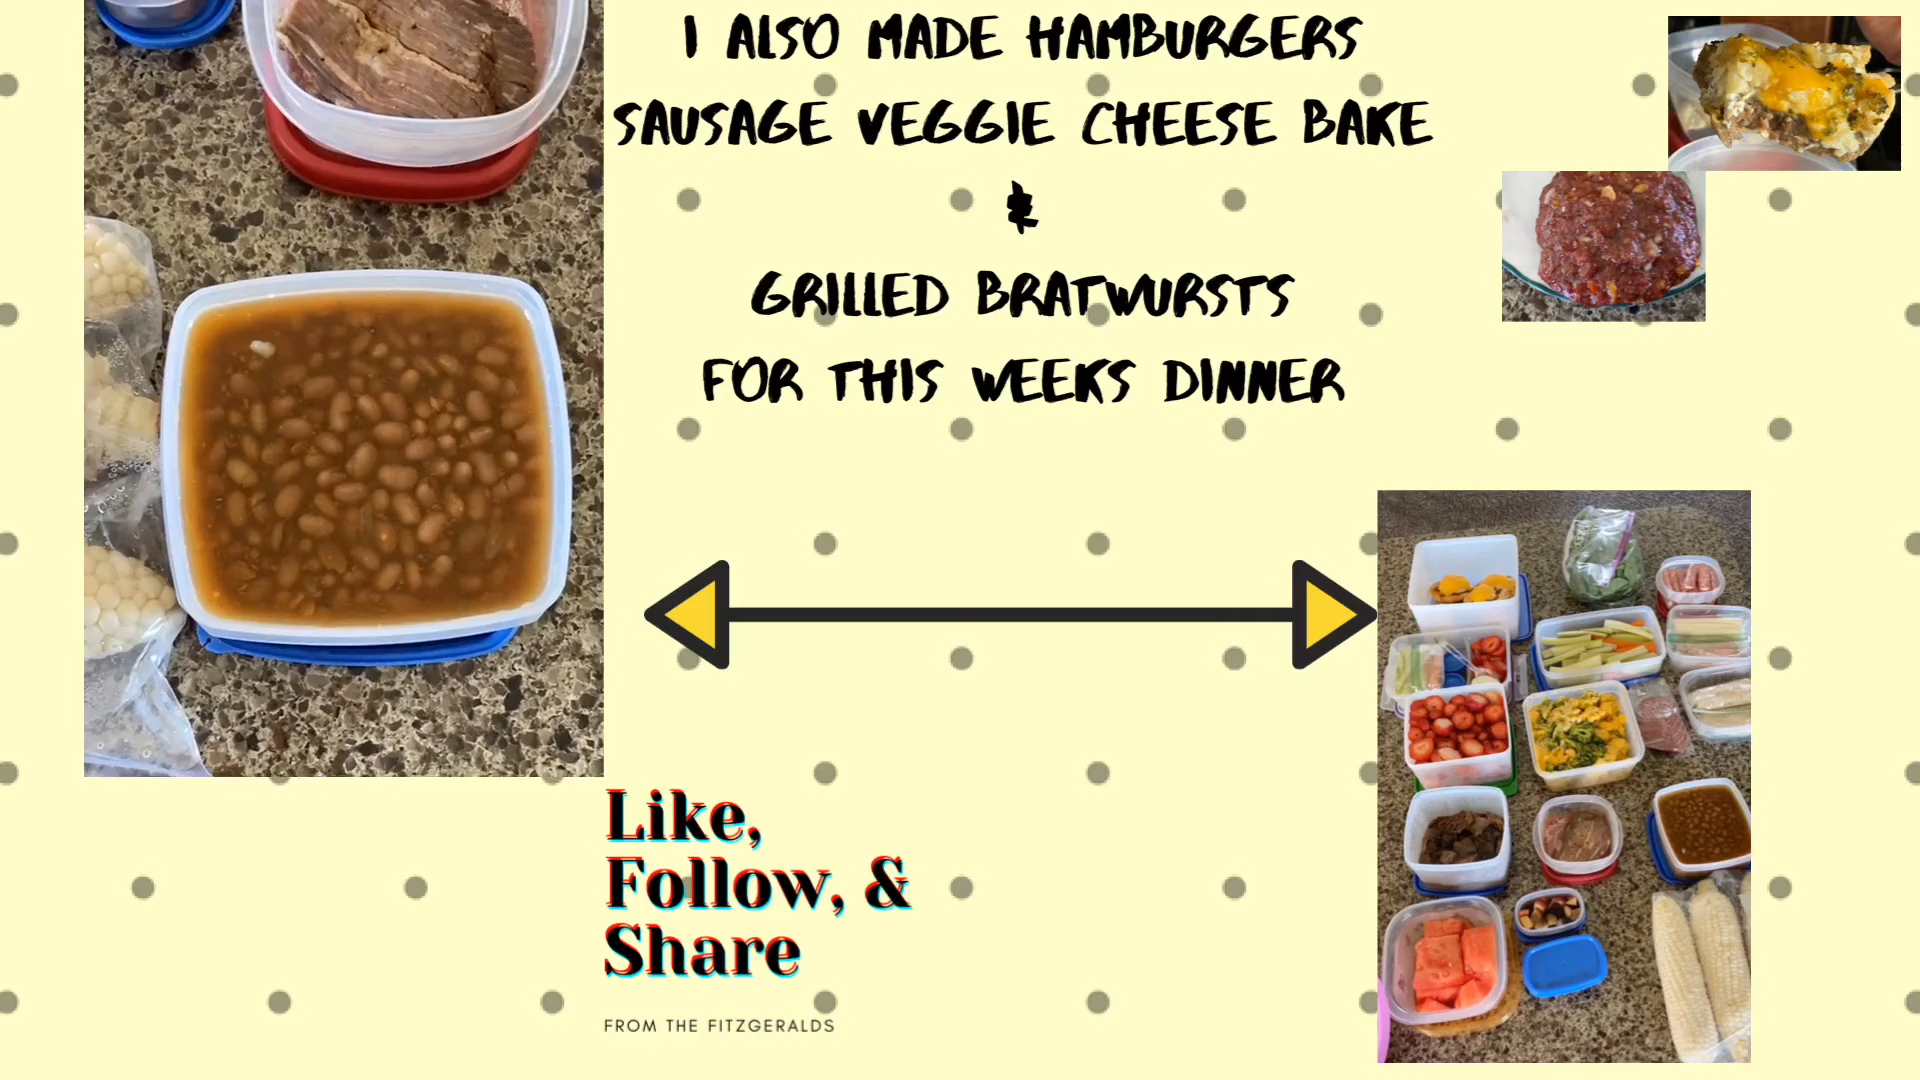 I ALSO MADE HAMBURGERS
SAUSAGE VEGGIE CHEESE BAKE
&
GRILLED BRATWURSTS
FOR THIS WEEKS DINNER
Like,
Follow, &
Share
FROM THE FITZGERALDS